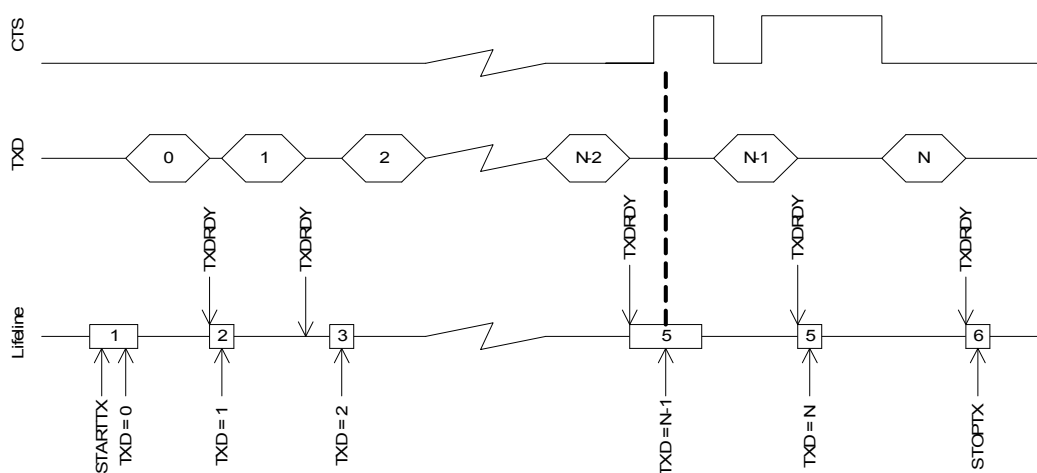 CTS
TXD
0
1
2
N-2
N-1
N
TXDRDY
TXDRDY
TXDRDY
TXDRDY
TXDRDY
Lifeline
1
2
3
5
5
6
STARTTX
TXD = 0
TXD = 1
TXD = 2
TXD = N-1
TXD = N
STOPTX